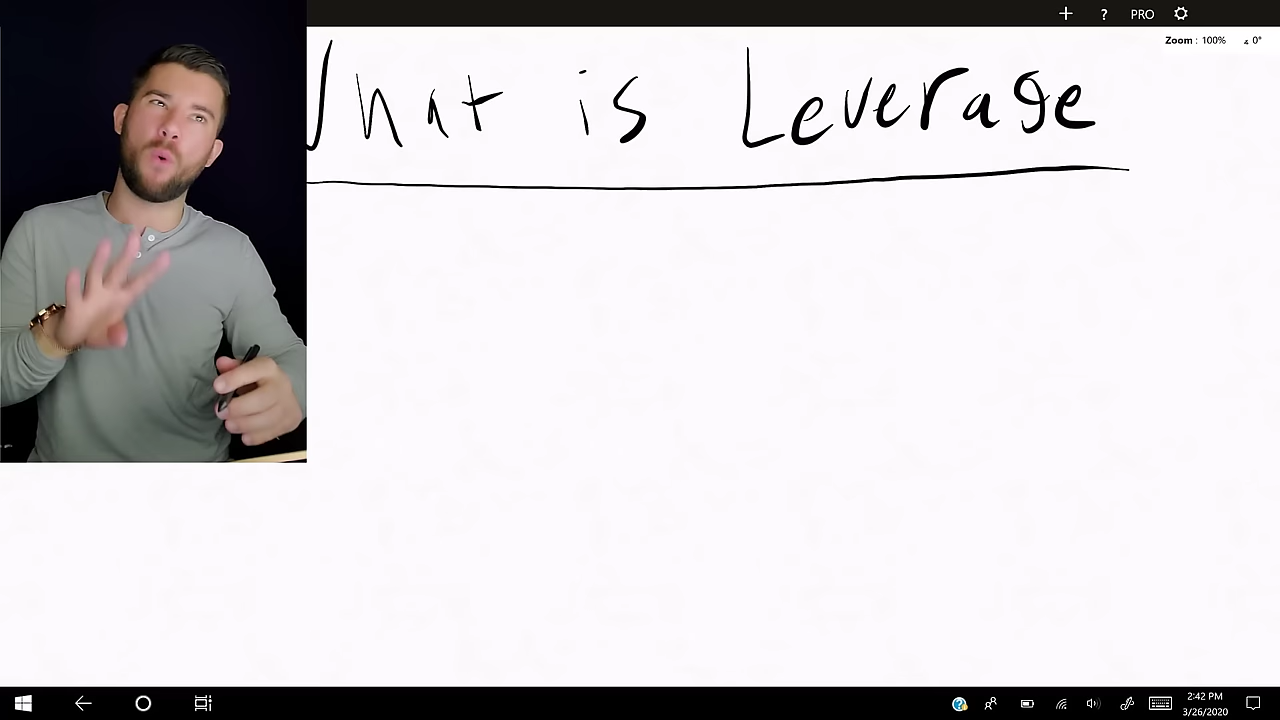 + ? PRO
Zoom : 100% 0°
What is Leverage
2:42 PM
3/26/2020